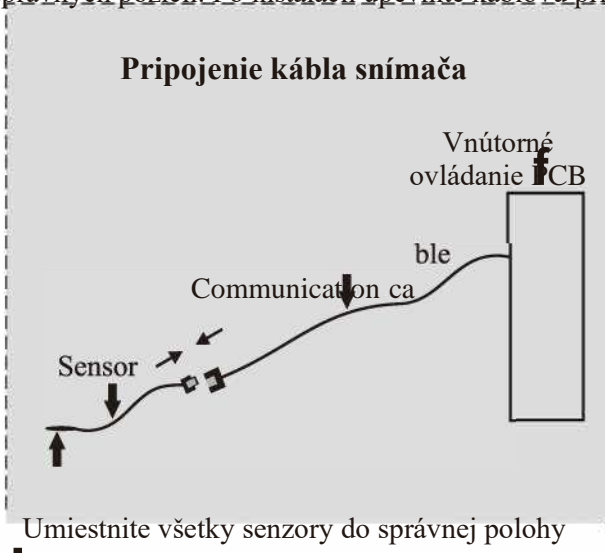 Pripojenie kábla snímača
Vnútorné
ovládanie PCB
ble
Communication ca
Sensor
Umiestnite všetky senzory do správnej polohy